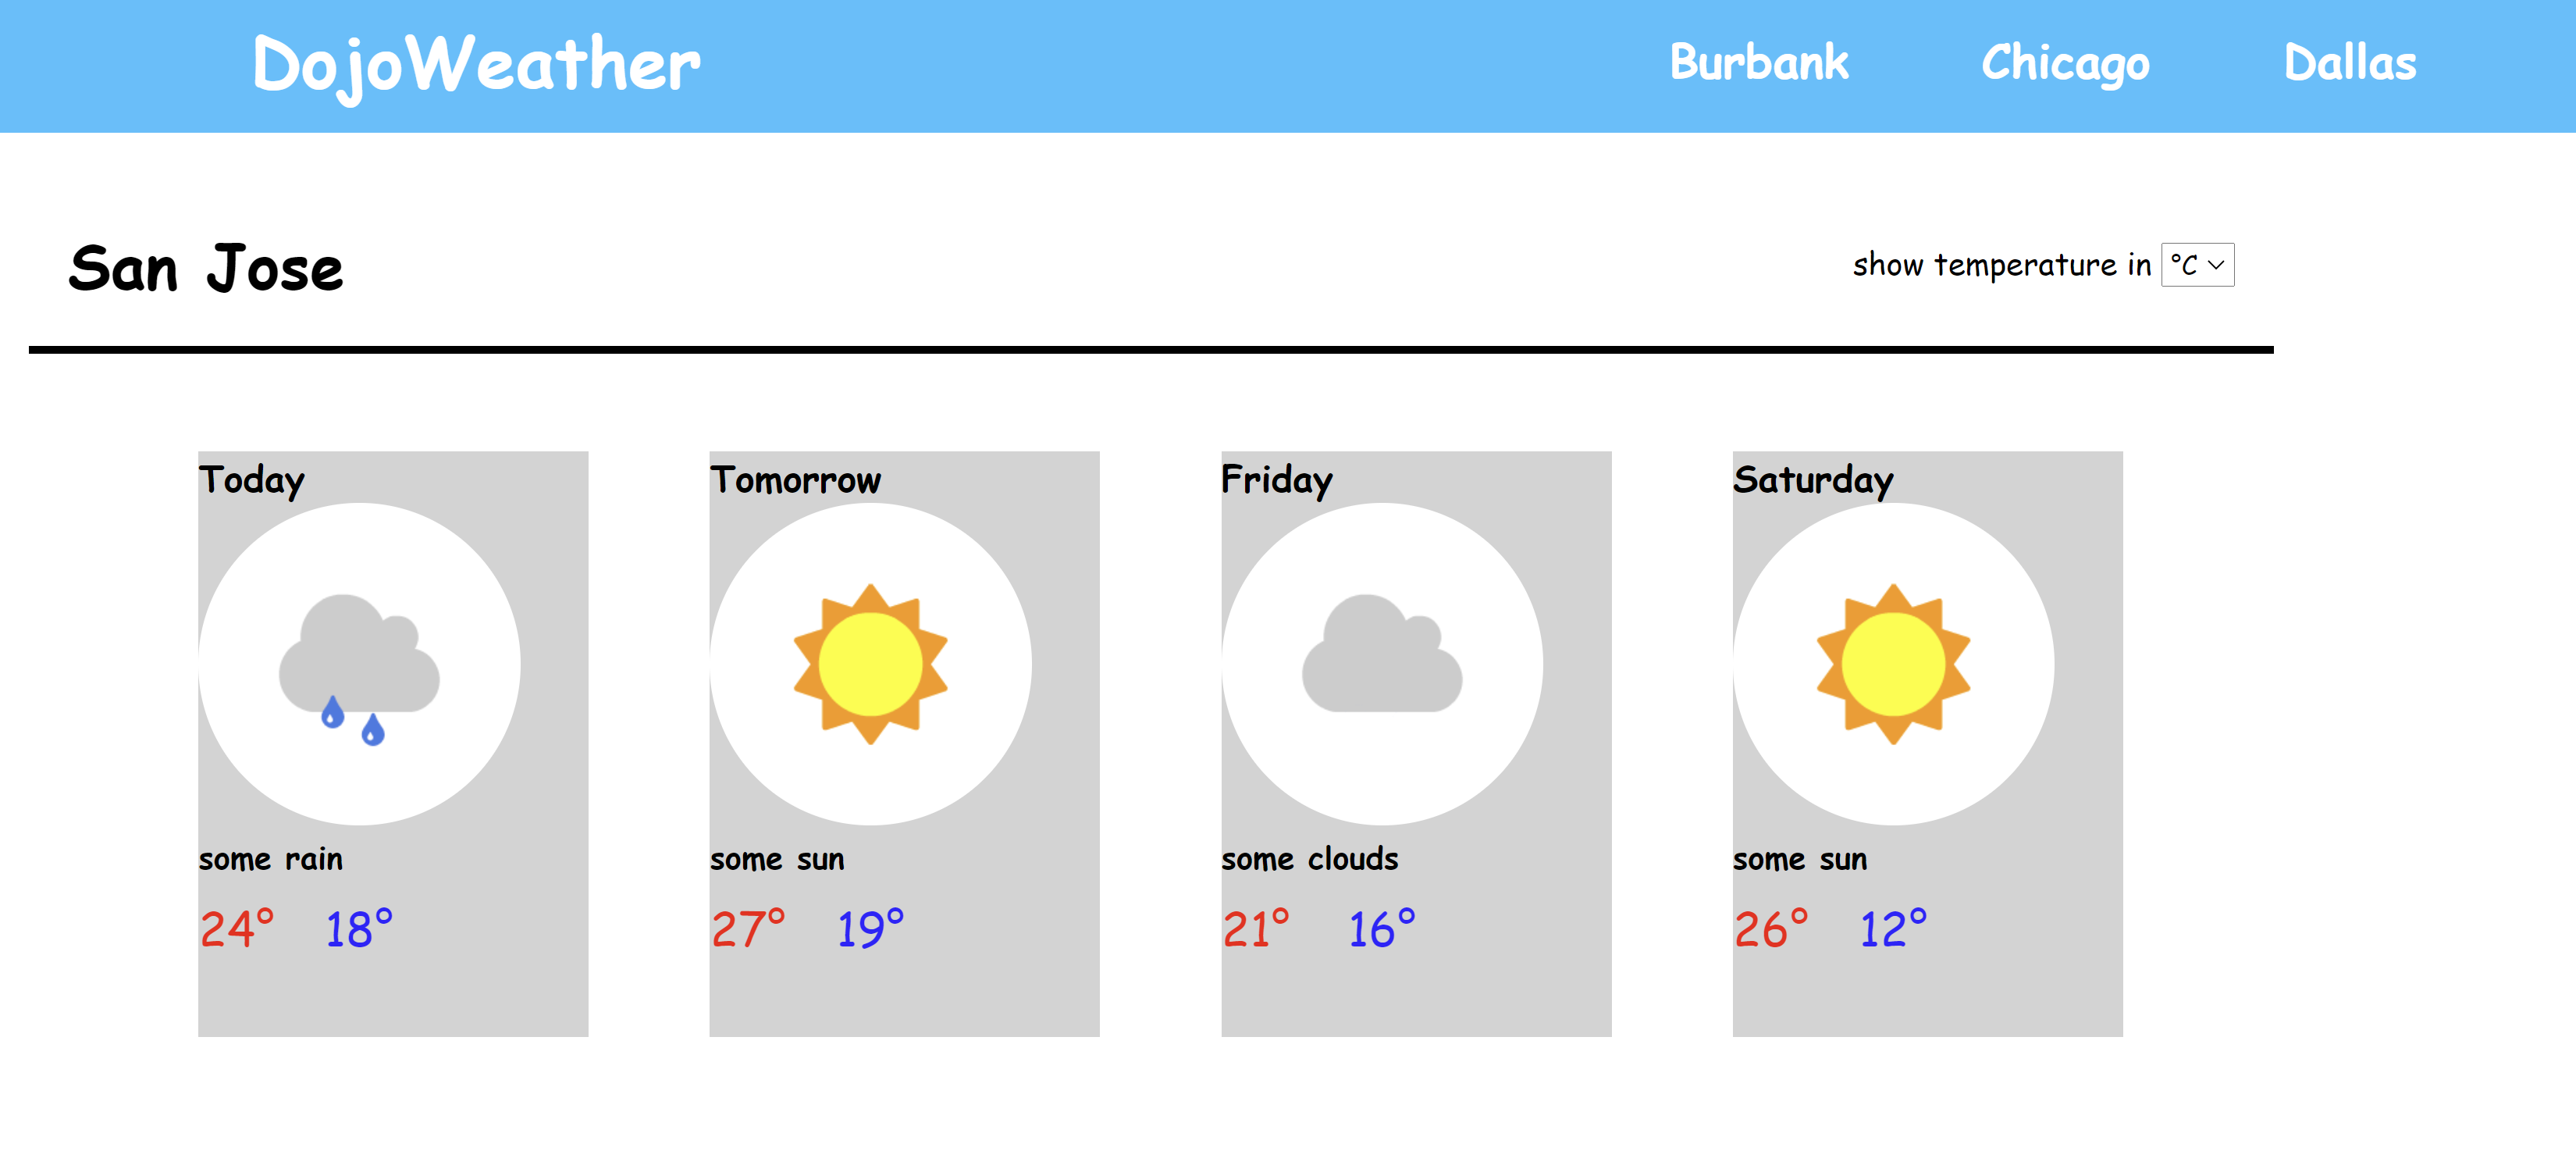 DojoWeather Burbank Chicago Dallas
San Jose show temperature in °C
Today
some rain
24° 18°
Tomorrow
some sun
27° 19°
Friday
some clouds
21° 16°
Saturday
some sun
26° 12°